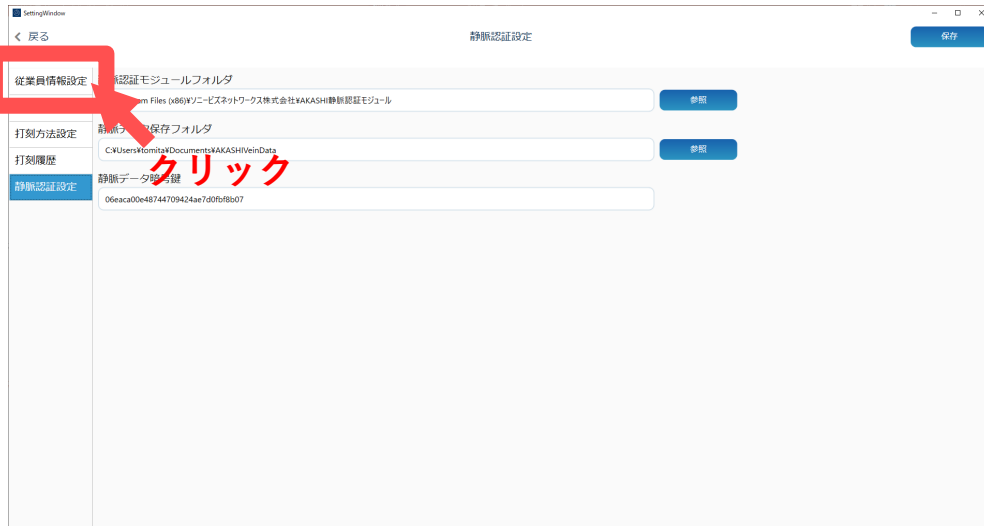 SettingWindow
戻る
静脈認証設定
保存
従業員情報設定
打刻方法設定
打刻履歴
静脈認証設定
脈認証モジュールフォルダ
Files (x86)¥ソニービズネットワークス株式会社¥AKASHI静脈認証モジュール
参照
保存フォルダ
C:¥Users¥tomita¥Documents¥AKASHIVeinData
参照
クリック
静脈データ暗号鍵
06eaca00e48744709424ae7d0fbf8b07